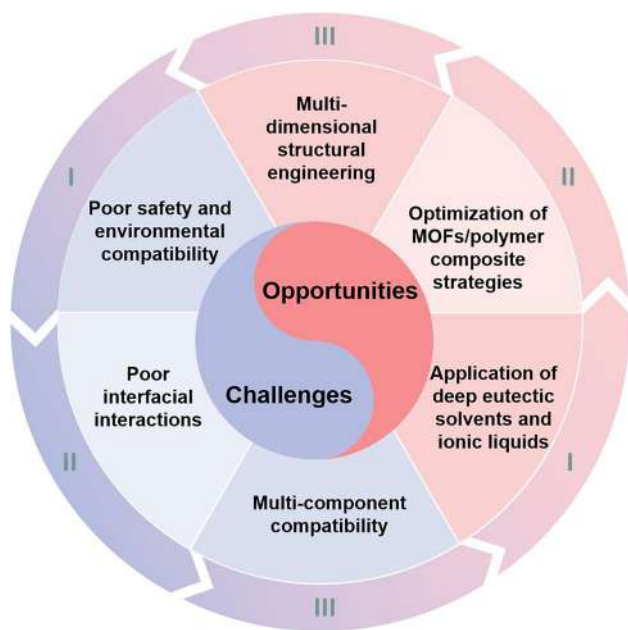 III
Multi-
dimensional
structural
engineering
II
Optimization of
MOFs/polymer
composite
strategies
I
Application of
deep eutectic
solvents and
ionic liquids
Opportunities
Challenges
I
Poor safety and
environmental
compatibility
II
Poor
interfacial
interactions
III
Multi-component
compatibility